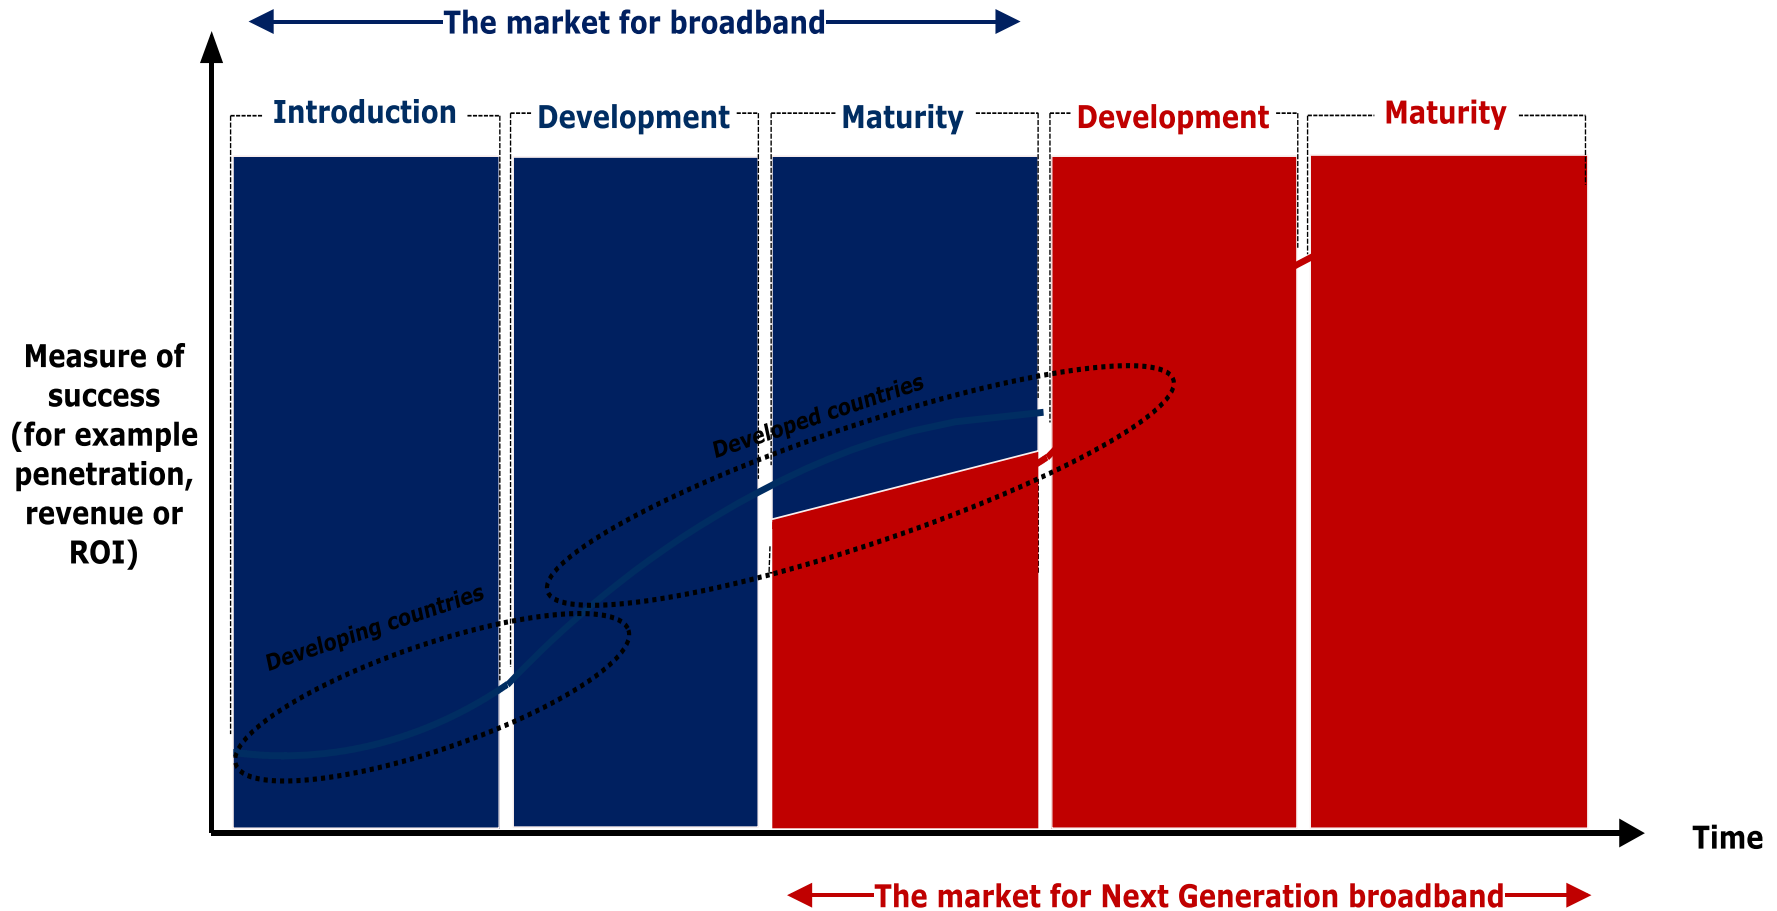 The market for broadband
Introduction
Development
Maturity
Development
Maturity
Measure of
success
(for example
penetration,
revenue or
ROI)
Developed countries
Developing countries
Time
The market for Next Generation broadband